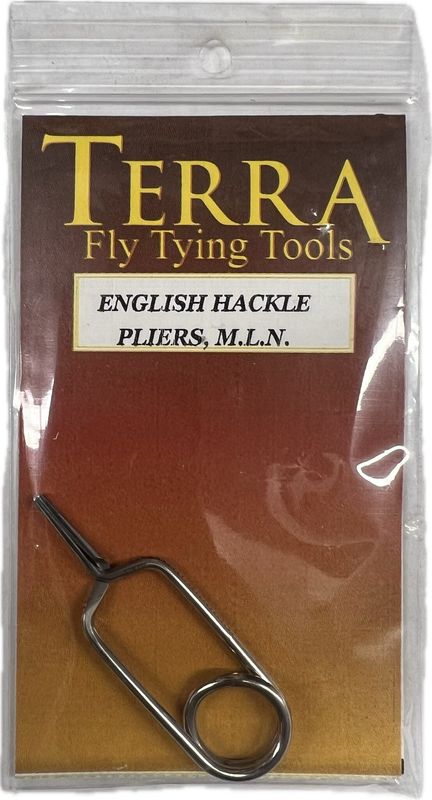 TERRA
Fly Tying Tools
ENGLISH HACKLE
PLIERS, M.L.N.